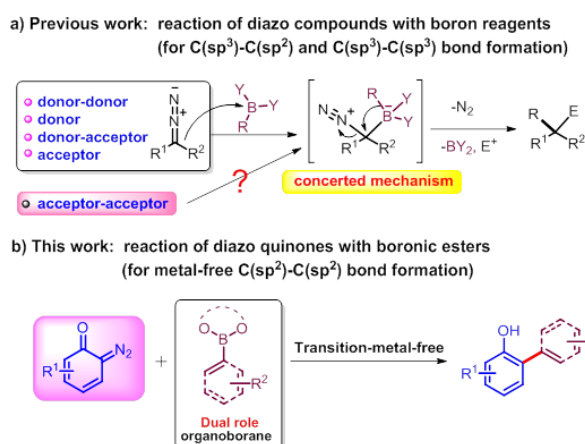 a) Previous work: reaction of diazo compounds with boron reagents
(for C(sp³)-C(sp²) and C(sp³)-C(sp³) bond formation)
donor-donor
donor
donor-acceptor
acceptor
N
N
+
R¹ R²
Y
B Y
R
R Y
B
Y
N
N
+
R¹ R²
-N₂
-BY₂, E⁺
R E
R¹ R²
?
concerted mechanism
acceptor-acceptor
b) This work: reaction of diazo quinones with boronic esters
(for metal-free C(sp²)-C(sp²) bond formation)
O
N₂
R¹
+
O O
B
R²
Dual role
organoborane
Transition-metal-free
OH
R¹